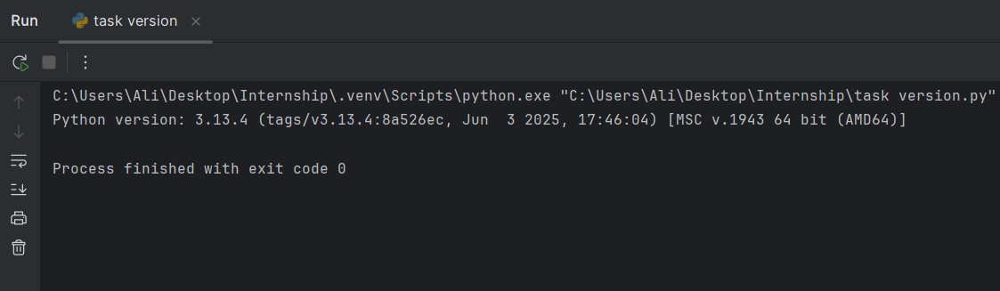 Run task version
C:\Users\Ali\Desktop\Internship\.venv\Scripts\python.exe "C:\Users\Ali\Desktop\Internship\task version.py"
Python version: 3.13.4 (tags/v3.13.4:8a526ec, Jun  3 2025, 17:46:04) [MSC v.1943 64 bit (AMD64)]
Process finished with exit code 0